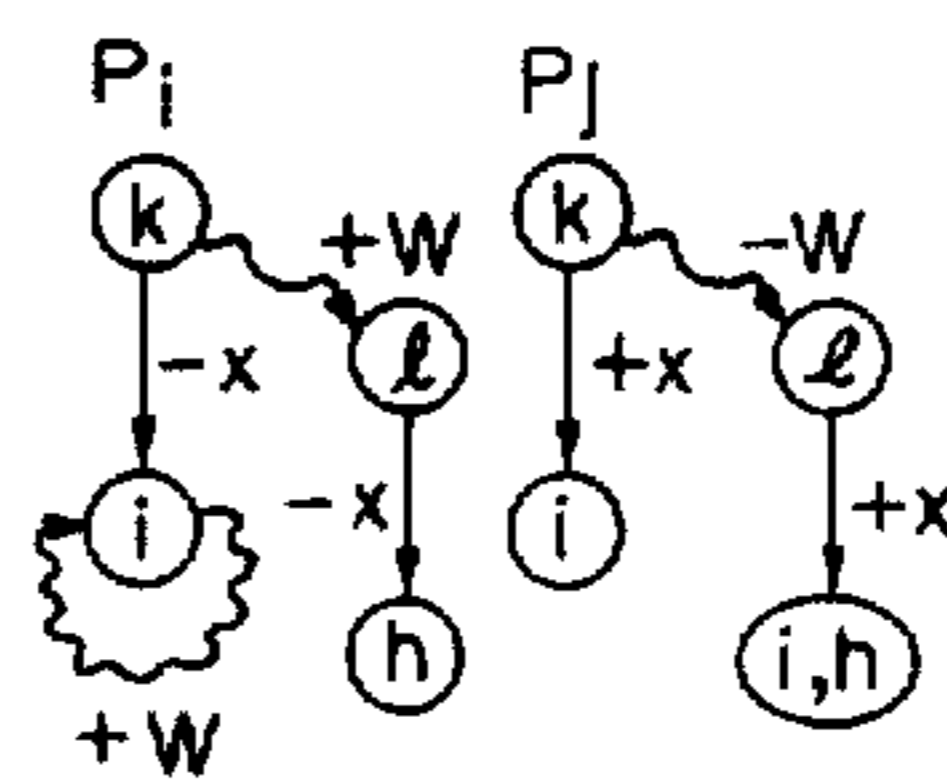 Pi Pj
k k
+W -W
ℓ ℓ
-x +x
i -x i +x
h i,h
+W